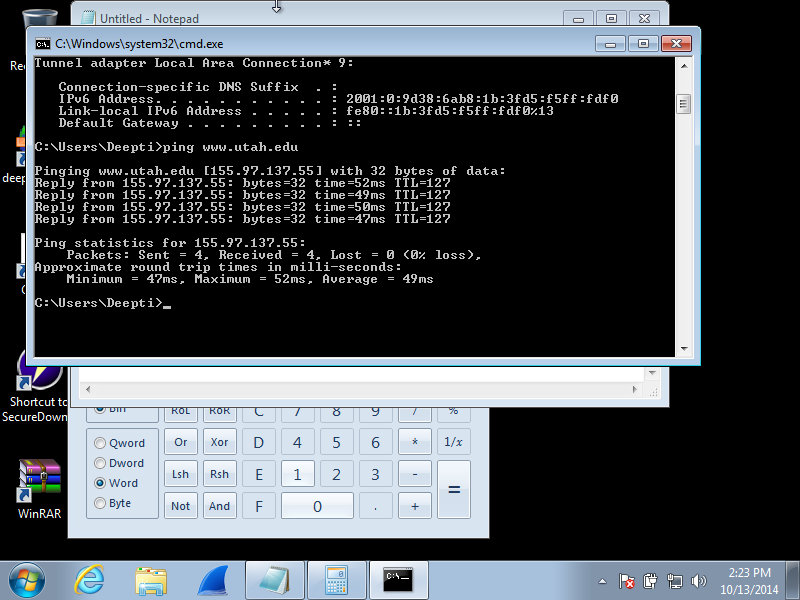 Untitled - Notepad
C:\Windows\system32\cmd.exe
Tunnel adapter Local Area Connection* 9:
Connection-specific DNS Suffix . :
IPv6 Address. . . . . . . . . . . : 2001:0:9d38:6ab8:1b:3fd5:f5ff:fdf0
Link-local IPv6 Address . . . . . : fe80::1b:3fd5:f5ff:fdf0%13
Default Gateway . . . . . . . . . : ::
C:\Users\Deepti>ping www.utah.edu
Pinging www.utah.edu [155.97.137.55] with 32 bytes of data:
Reply from 155.97.137.55: bytes=32 time=52ms TTL=127
Reply from 155.97.137.55: bytes=32 time=49ms TTL=127
Reply from 155.97.137.55: bytes=32 time=50ms TTL=127
Reply from 155.97.137.55: bytes=32 time=47ms TTL=127
Ping statistics for 155.97.137.55:
Packets: Sent = 4, Received = 4, Lost = 0 (0% loss),
Approximate round trip times in milli-seconds:
Minimum = 47ms, Maximum = 52ms, Average = 49ms
C:\Users\Deepti>_
Shortcut to
SecureDown
WinRAR
Bin RoL RoR C 7 8 9 / %
Qword Or Xor D 4 5 6 * 1/x
Dword
Word Lsh Rsh E 1 2 3 - =
Byte Not And F 0 . +
C:\_
2:23 PM
10/13/2014